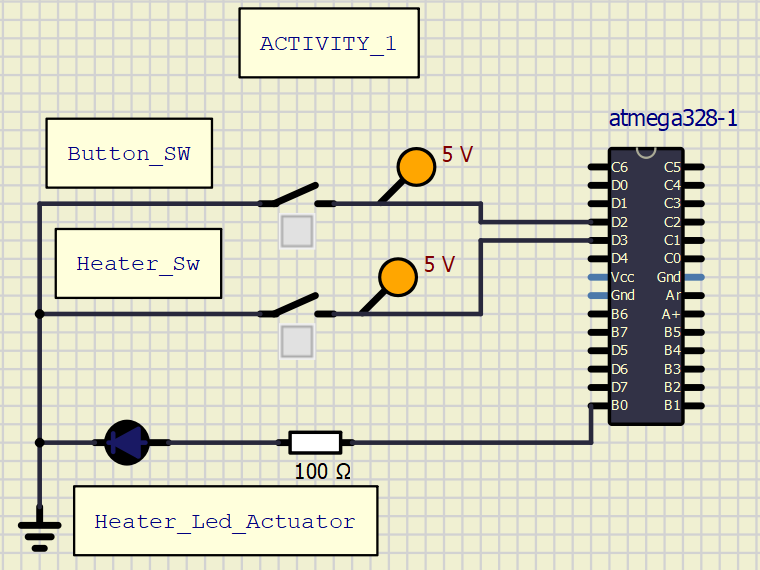 ACTIVITY_1
atmega328-1
Button_SW
5 V
Heater_Sw
5 V
C6 C5
D0 C4
D1 C3
D2 C2
D3 C1
D4 C0
Vcc Gnd
Gnd Ar
B6 A+
B7 B5
D5 B4
D6 B3
D7 B2
B0 B1
100 Ω
Heater_Led_Actuator